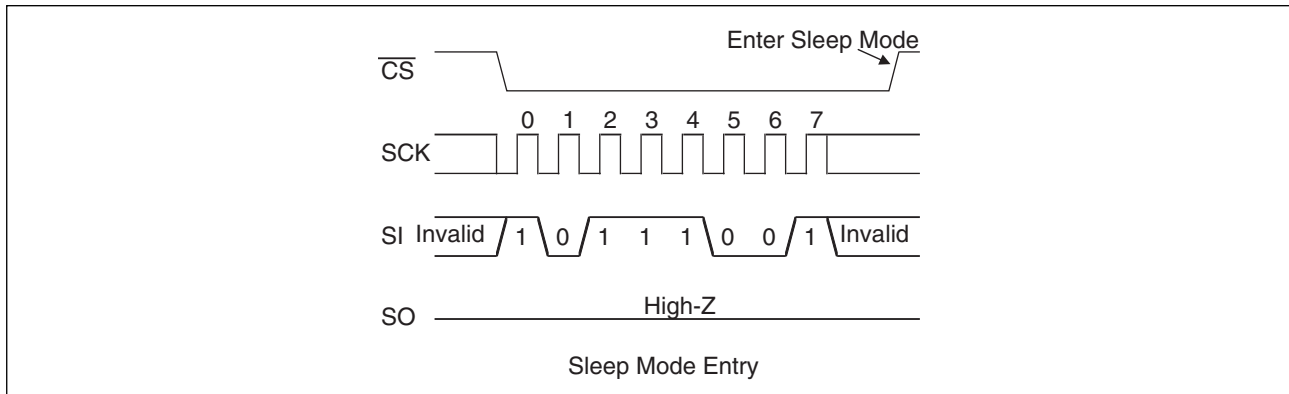 Enter Sleep Mode
CS
0 1 2 3 4 5 6 7
SCK
SI Invalid 1 0 1 1 1 0 0 1 Invalid
High-Z
SO
Sleep Mode Entry